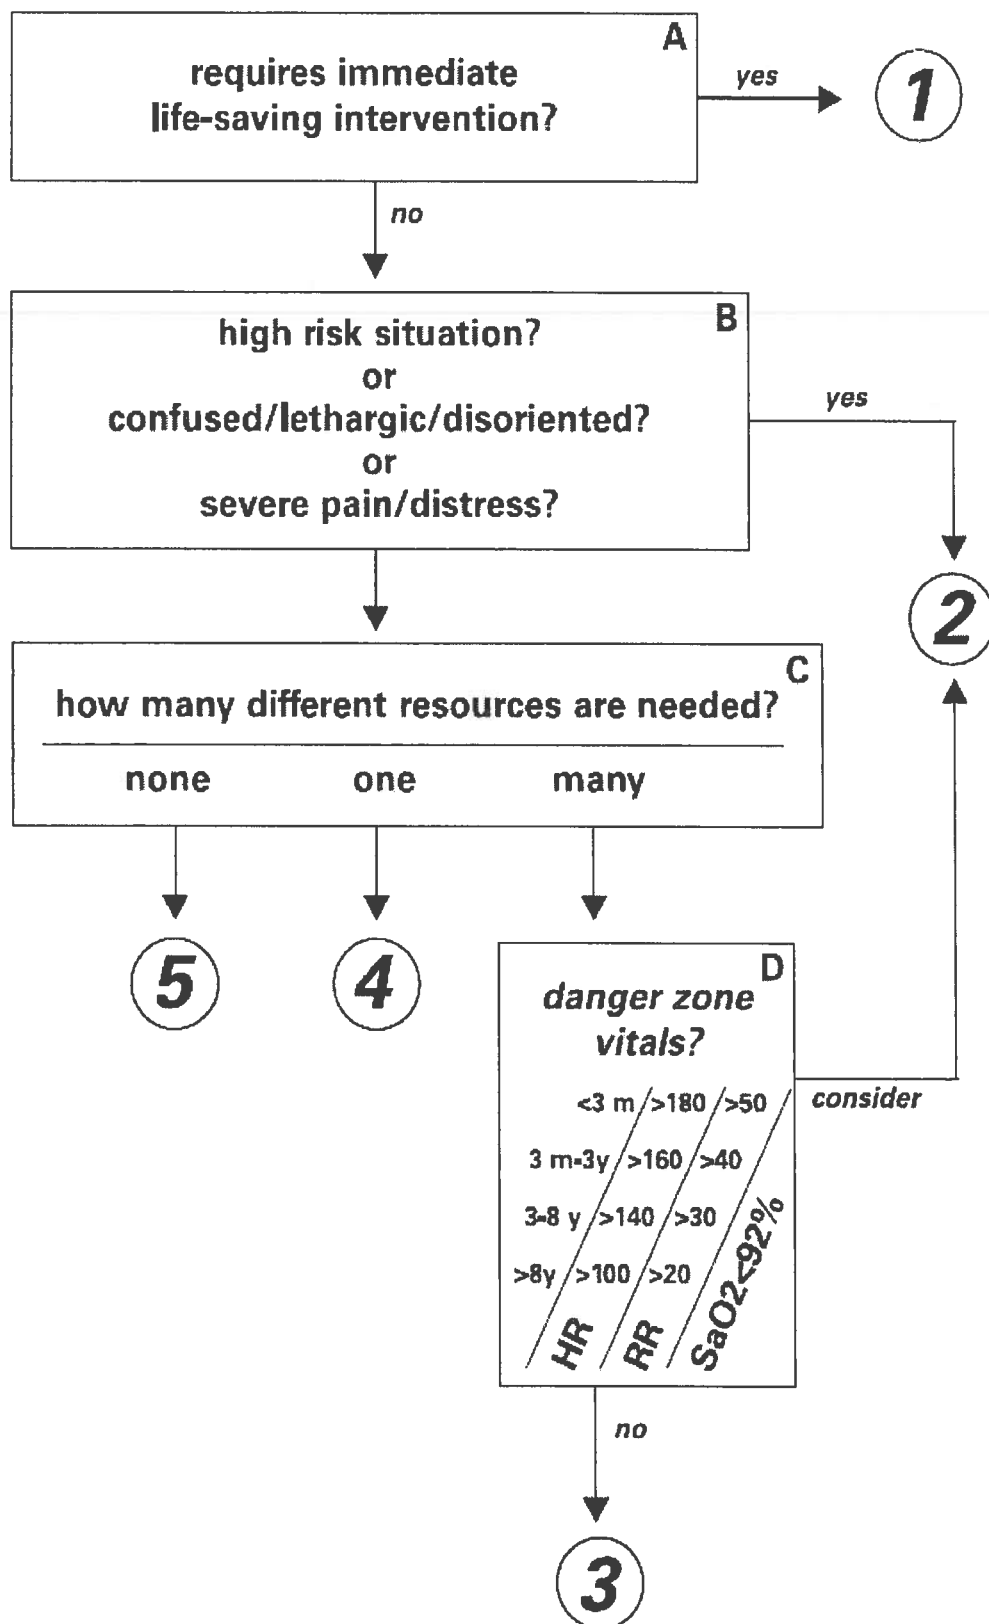 A
requires immediate
life-saving intervention?
yes
1
no
B
high risk situation?
or
confused/lethargic/disoriented?
or
severe pain/distress?
yes
2
C
how many different resources are needed?
none one many
5 4
D
danger zone
vitals?
<3 m >180 >50
3 m-3y >160 >40
3-8 y >140 >30
>8y >100 >20
HR RR SaO2<92%
consider
no
3